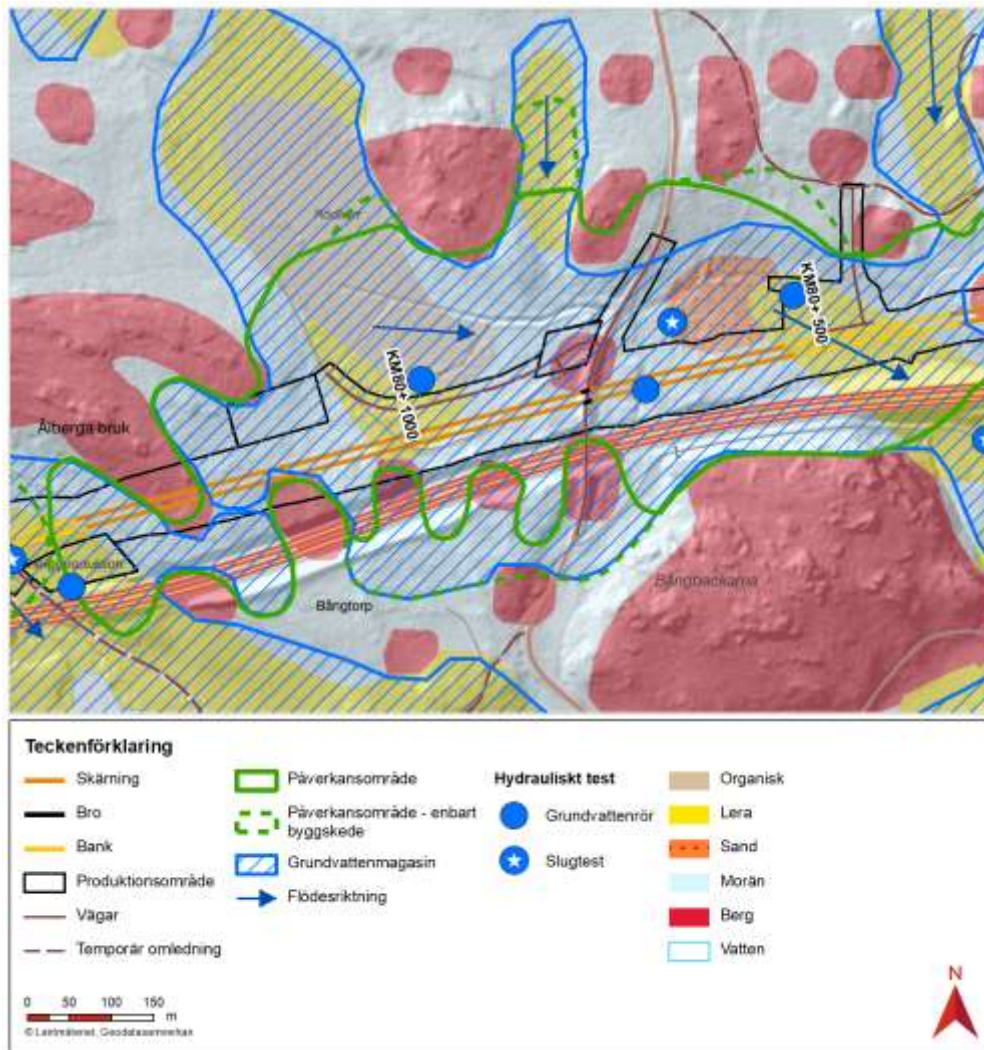 KM80+ 500
KM80+ 1000
Ålberga bruk
Bångtorp
Bångbackarna
Teckenförklaring
Skärning
Bro
Bank
Produktionsområde
Vägar
Temporär omledning
Påverkansområde
Påverkansområde - enbart
byggskede
Grundvattenmagasin
Flödesriktning
Hydrauliskt test
Grundvattenrör
Slugtest
Organisk
Lera
Sand
Morän
Berg
Vatten
0 50 100 150
m
© Lantmäteriet, Geodatasamverkan
N